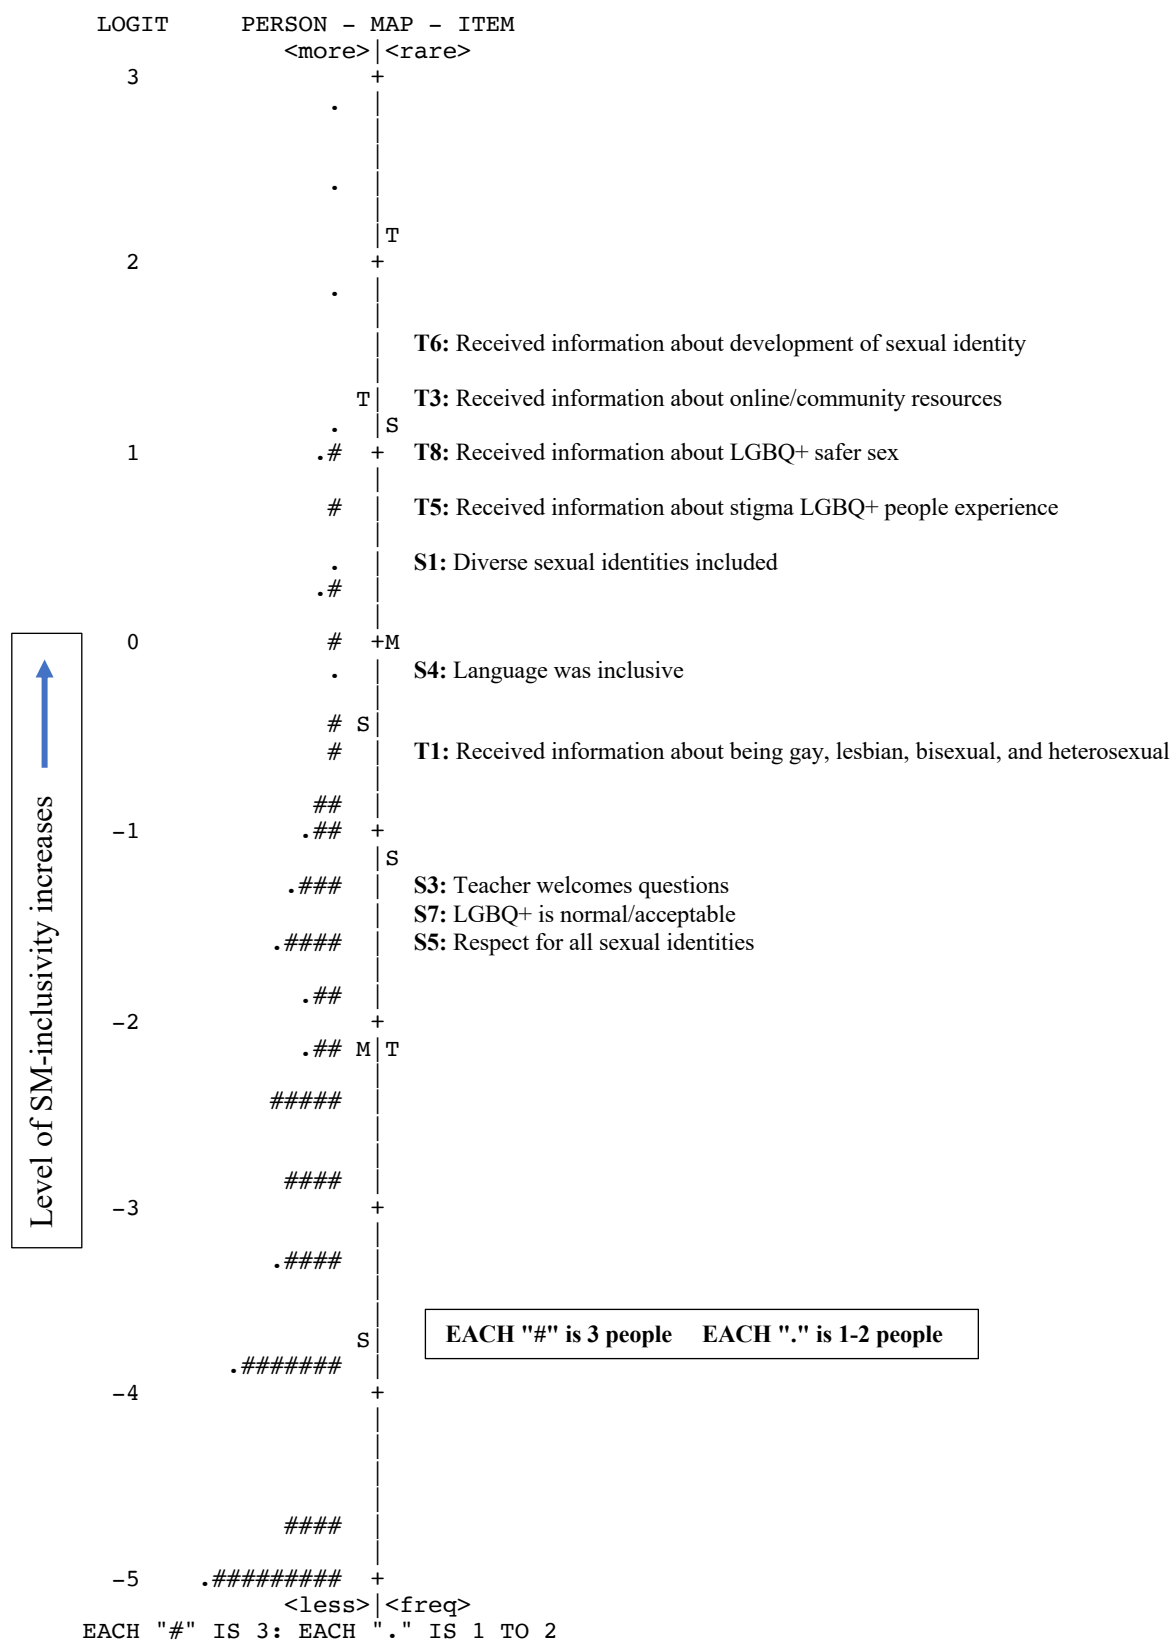 LOGIT PERSON - MAP - ITEM
<more>|<rare>
3 +
. |
|
|
. |
|
|T
2 +
. |
|
| T6: Received information about development of sexual identity
|
T| T3: Received information about online/community resources
. |S
1 .# + T8: Received information about LGBQ+ safer sex
|
# | T5: Received information about stigma LGBQ+ people experience
|
. | S1: Diverse sexual identities included
.# |
|
0 # +M
. | S4: Language was inclusive
|
# S|
# | T1: Received information about being gay, lesbian, bisexual, and heterosexual
|
## |
-1 .## +
|S
.### | S3: Teacher welcomes questions
| S7: LGBQ+ is normal/acceptable
.#### | S5: Respect for all sexual identities
|
.## |
-2 +
.## M|T
|
##### |
|
|
#### |
-3 +
|
.#### |
|
|
S|
.####### |
-4 +
|
|
|
|
#### |
|
-5 .######### +
<less>|<freq>
EACH "#" IS 3: EACH "." IS 1 TO 2
Level of SM-inclusivity increases
EACH "#" is 3 people EACH "." is 1-2 people